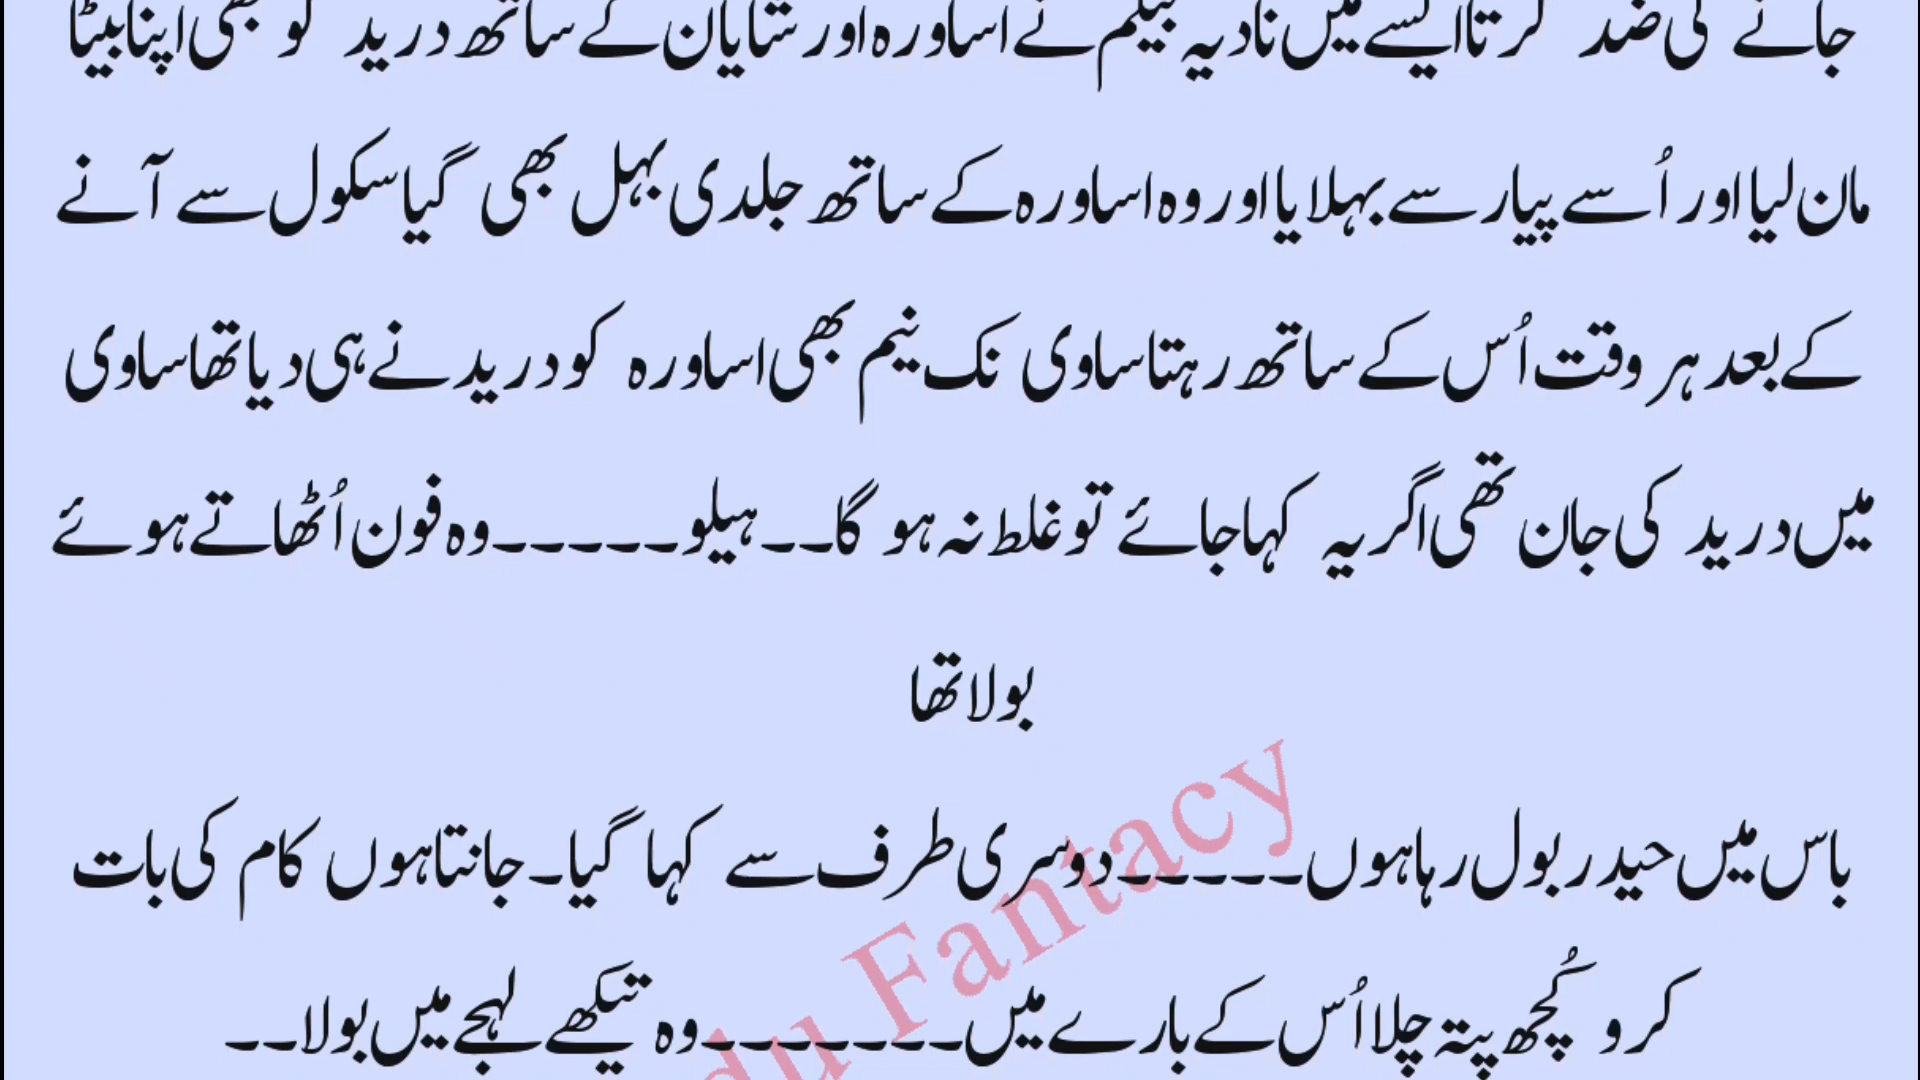 جانے کی ضد کرتا ایسے میں نادیہ بیگم نے اساورہ اور شایان کے ساتھ درید کو بھی اپنا بیٹا
مان لیا اور اُسے پیار سے بہلایا اور وہ اساورہ کے ساتھ جلدی بہل بھی گیا سکول سے آنے
کے بعد ہر وقت اُس کے ساتھ رہتا ساوی نک نیم بھی اساورہ کو درید نے ہی دیا تھا ساوی
میں درید کی جان تھی اگر یہ کہا جائے تو غلط نہ ہو گا۔۔ ہیلو۔۔۔۔۔ وہ فون اُٹھاتے ہوئے
بولا تھا
باس میں حیدر بول رہا ہوں۔۔۔۔۔ دوسری طرف سے کہا گیا۔ جانتا ہوں کام کی بات
کرو کُچھ پتہ چلا اُس کے بارے میں۔۔۔۔۔۔۔ وہ تیکھے لہجے میں بولا۔۔
du Fantacy